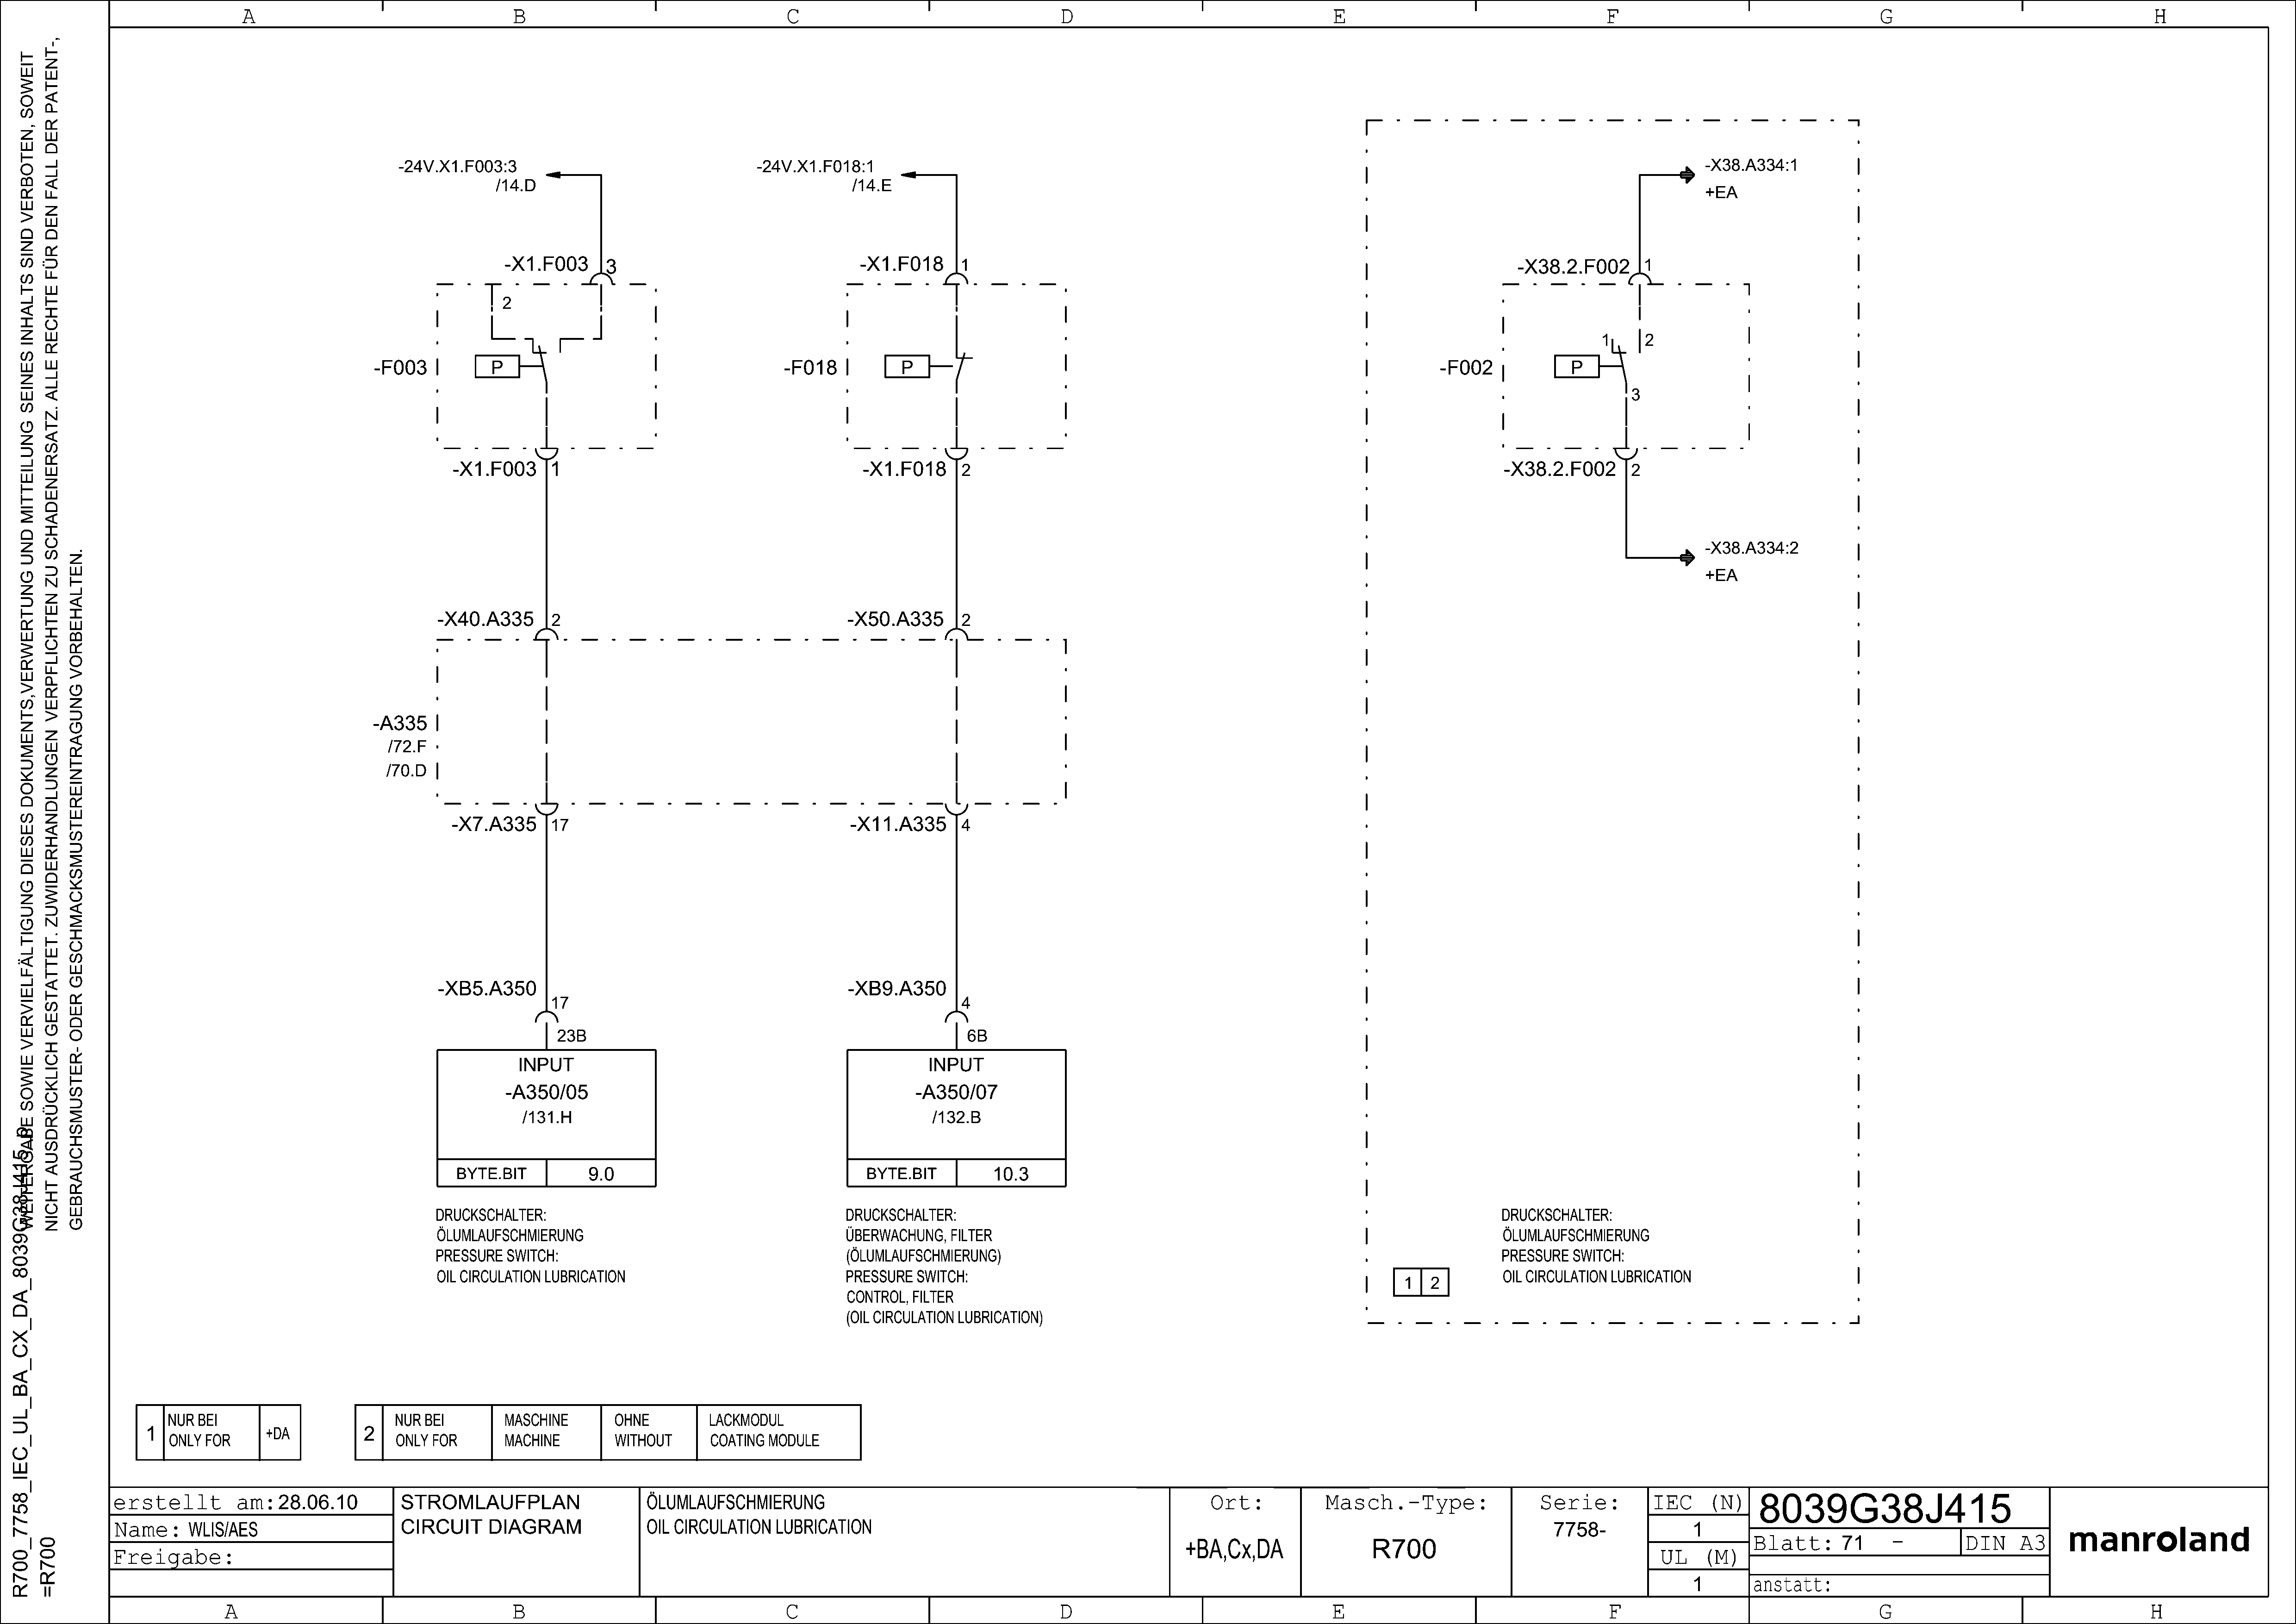 A B C D E F G H
WEITERGABE SOWIE VERVIELFÄLTIGUNG DIESES DOKUMENTS,VERWERTUNG UND MITTEILUNG SEINES INHALTS SIND VERBOTEN, SOWEIT
NICHT AUSDRÜCKLICH GESTATTET. ZUWIDERHANDLUNGEN VERPFLICHTEN ZU SCHADENERSATZ. ALLE RECHTE FÜR DEN FALL DER PATENT-,
GEBRAUCHSMUSTER- ODER GESCHMACKSMUSTEREINTRAGUNG VORBEHALTEN.
R700_7758_IEC_UL_BA_CX_DA_8039G38J415_p
=R700
-24V.X1.F003:3
/14.D
-X1.F003 3
2
-F003
P
-X1.F003 1
-24V.X1.F018:1
/14.E
-X1.F018 1
-F018
P
-X1.F018 2
-X38.A334:1
+EA
-X38.2.F002 1
1 2
-F002
P
3
-X38.2.F002 2
-X38.A334:2
+EA
-X40.A335 2
-X50.A335 2
-A335
/72.F
/70.D
-X7.A335 17
-X11.A335 4
-XB5.A350
17
23B
INPUT
-A350/05
/131.H
BYTE.BIT 9.0
DRUCKSCHALTER:
ÖLUMLAUFSCHMIERUNG
PRESSURE SWITCH:
OIL CIRCULATION LUBRICATION
-XB9.A350
4
6B
INPUT
-A350/07
/132.B
BYTE.BIT 10.3
DRUCKSCHALTER:
ÜBERWACHUNG, FILTER
(ÖLUMLAUFSCHMIERUNG)
PRESSURE SWITCH:
CONTROL, FILTER
(OIL CIRCULATION LUBRICATION)
1 2
DRUCKSCHALTER:
ÖLUMLAUFSCHMIERUNG
PRESSURE SWITCH:
OIL CIRCULATION LUBRICATION
1
NUR BEI
ONLY FOR
+DA
2
NUR BEI
ONLY FOR
MASCHINE
MACHINE
OHNE
WITHOUT
LACKMODUL
COATING MODULE
erstellt am: 28.06.10
Name: WLIS/AES
Freigabe:
STROMLAUFPLAN
CIRCUIT DIAGRAM
ÖLUMLAUFSCHMIERUNG
OIL CIRCULATION LUBRICATION
Ort:
+BA,Cx,DA
Masch.-Type:
R700
Serie:
7758-
IEC (N)
1
UL (M)
1
8039G38J415
Blatt: 71 -
DIN A3
anstatt:
manroland
A B C D E F G H